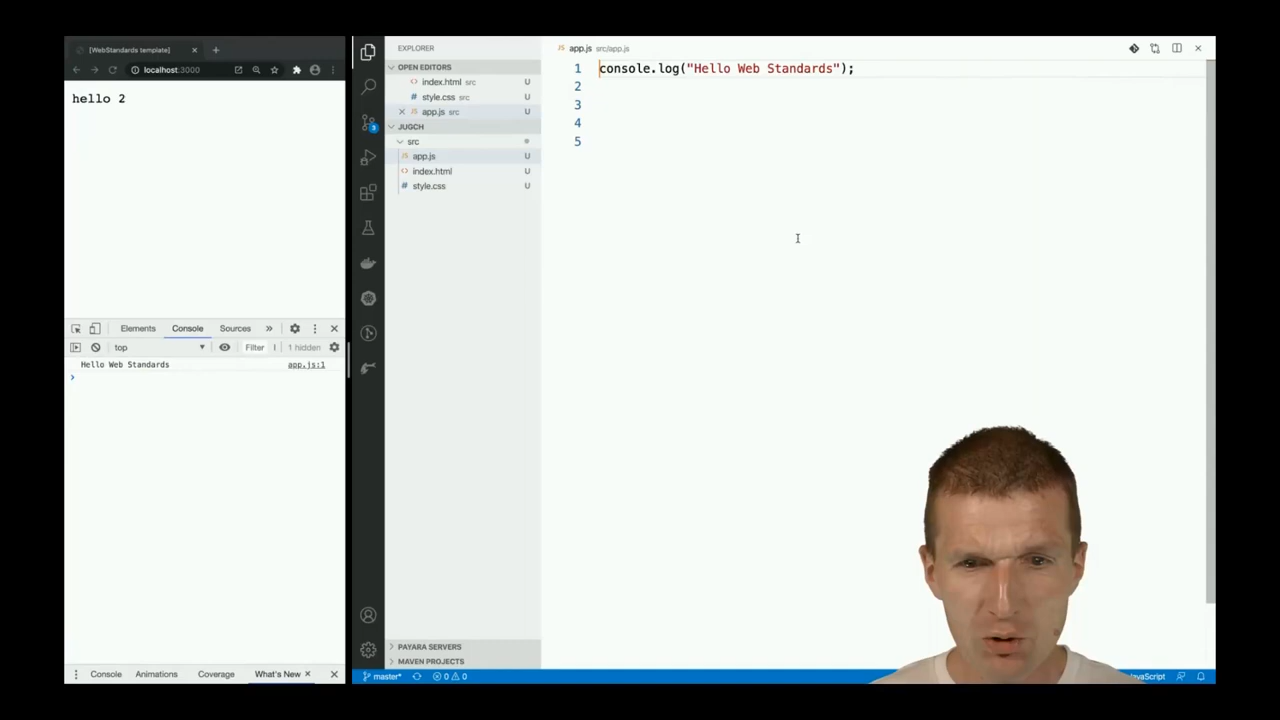 [WebStandards template]
localhost:3000
hello 2
Elements Console Sources »
top Filter 1 hidden
Hello Web Standards app.js:1
Console Animations Coverage What's New
EXPLORER
OPEN EDITORS
index.html src U
style.css src U
app.js src U
JUGCH
src
app.js U
index.html U
style.css U
PAYARA SERVERS
MAVEN PROJECTS
3
app.js src/app.js
1 console.log("Hello Web Standards");
2
3
4
5
master* 0 0 JavaScript